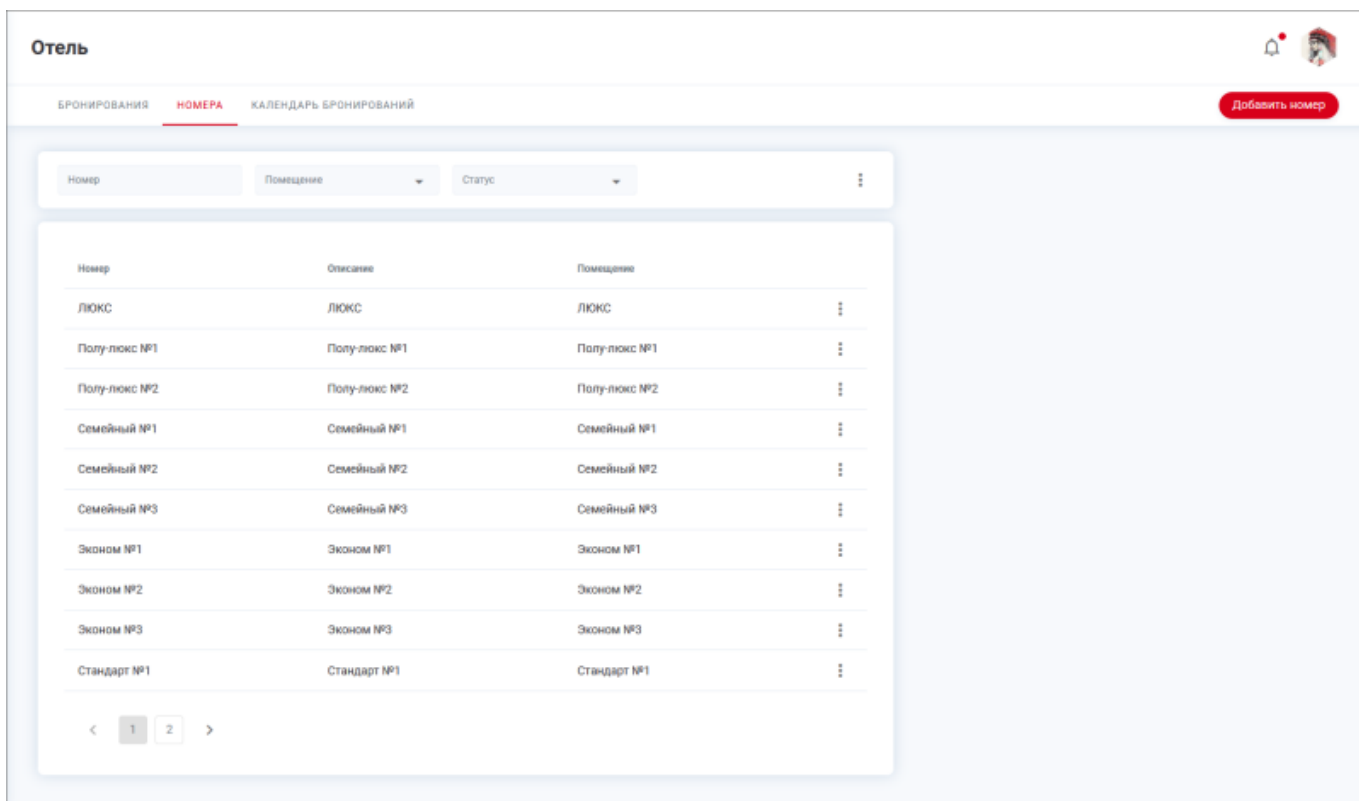 Отель
БРОНИРОВАНИЯ НОМЕРА КАЛЕНДАРЬ БРОНИРОВАНИЙ Добавить номер
Номер Помещение Статус
Номер Описание Помещение
ЛЮКС ЛЮКС ЛЮКС
Полу-люкс №1 Полу-люкс №1 Полу-люкс №1
Полу-люкс №2 Полу-люкс №2 Полу-люкс №2
Семейный №1 Семейный №1 Семейный №1
Семейный №2 Семейный №2 Семейный №2
Семейный №3 Семейный №3 Семейный №3
Эконом №1 Эконом №1 Эконом №1
Эконом №2 Эконом №2 Эконом №2
Эконом №3 Эконом №3 Эконом №3
Стандарт №1 Стандарт №1 Стандарт №1
1 2